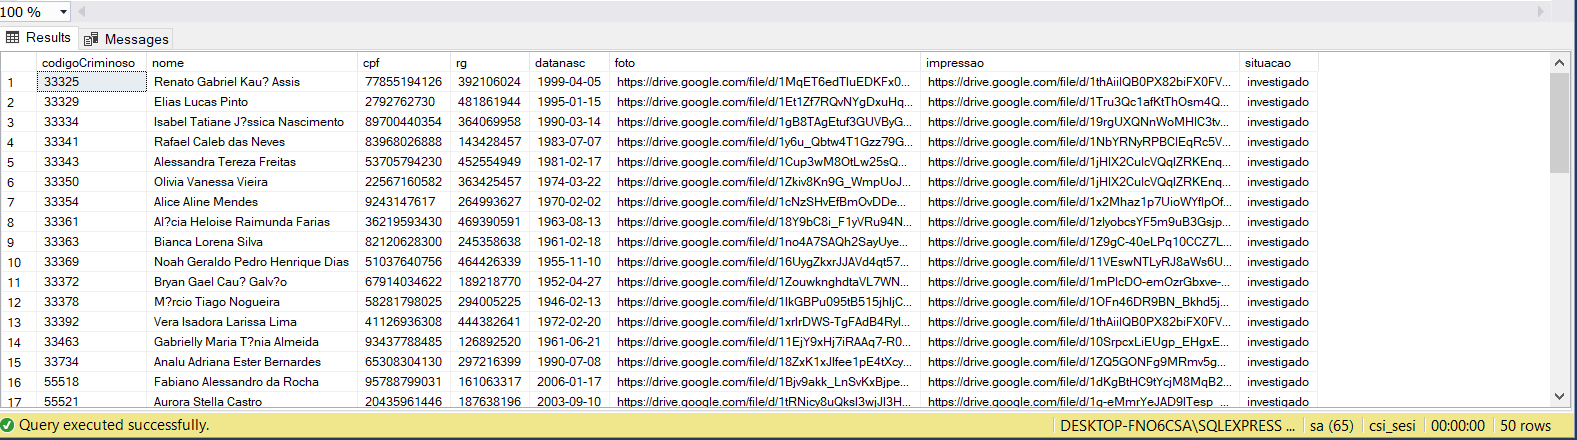 100 %
Results Messages
codigoCriminoso nome cpf rg datanasc foto impressao situacao
1 33325 Renato Gabriel Kau? Assis 77855194126 392106024 1999-04-05 https://drive.google.com/file/d/1MqET6edTIuEDKFx0... https://drive.google.com/file/d/1thAiilQB0PX82biFX0FV... investigado
2 33329 Elias Lucas Pinto 2792762730 481861944 1995-01-15 https://drive.google.com/file/d/1Et1Zf7RQvNYgDxuHq... https://drive.google.com/file/d/1Tru3Qc1afKtThOsm4Q... investigado
3 33334 Isabel Tatiane J?ssica Nascimento 89700440354 364069958 1990-03-14 https://drive.google.com/file/d/1gB8TAgEtuf3GUVByG... https://drive.google.com/file/d/19rgUXQNnWoMHlC3tv... investigado
4 33341 Rafael Caleb das Neves 83968026888 143428457 1983-07-07 https://drive.google.com/file/d/1y6u_Qbtw4T1Gzz79G... https://drive.google.com/file/d/1NbYRNyRPBClEqRc5V... investigado
5 33343 Alessandra Tereza Freitas 53705794230 452554949 1981-02-17 https://drive.google.com/file/d/1Cup3wM8OtLw25sQ... https://drive.google.com/file/d/1jHlX2CulcVQqlZRKEnq... investigado
6 33350 Olivia Vanessa Vieira 22567160582 363425457 1974-03-22 https://drive.google.com/file/d/1Zkiv8Kn9G_WmpUoJ... https://drive.google.com/file/d/1jHlX2CulcVQqlZRKEnq... investigado
7 33354 Alice Aline Mendes 9243147617 264993627 1970-02-02 https://drive.google.com/file/d/1cNzSHvEfBmOvDDe... https://drive.google.com/file/d/1x2Mhaz1p7UioWYflpOf... investigado
8 33361 Al?cia Heloise Raimunda Farias 36219593430 469390591 1963-08-13 https://drive.google.com/file/d/18Y9bC8i_F1yVRu94N... https://drive.google.com/file/d/1zlyobcsYF5m9uB3Gsjp... investigado
9 33363 Bianca Lorena Silva 82120628300 245358638 1961-02-18 https://drive.google.com/file/d/1no4A7SAQh2SayUye... https://drive.google.com/file/d/1Z9gC-40eLPq10CCZ7L... investigado
10 33369 Noah Geraldo Pedro Henrique Dias 51037640756 464426339 1955-11-10 https://drive.google.com/file/d/16UygZkxrJJAVd4qt57... https://drive.google.com/file/d/11VEswNTLyRJ8aWs6U... investigado
11 33372 Bryan Gael Cau? Galv?o 67914034622 189218770 1952-04-27 https://drive.google.com/file/d/1ZouwknghdtaVL7WN... https://drive.google.com/file/d/1mPlcDO-emOzrGbxve-... investigado
12 33378 M?rcio Tiago Nogueira 58281798025 294005225 1946-02-13 https://drive.google.com/file/d/1lkGBPu095tB515jhljC... https://drive.google.com/file/d/1OFn46DR9BN_Bkhd5j... investigado
13 33392 Vera Isadora Larissa Lima 41126936308 444382641 1972-02-20 https://drive.google.com/file/d/1xrlrDWS-TgFAdB4Ryl... https://drive.google.com/file/d/1thAiilQB0PX82biFX0FV... investigado
14 33463 Gabrielly Maria T?nia Almeida 93437788485 126892520 1961-06-21 https://drive.google.com/file/d/11EjY9xHj7iRAAq7-R0... https://drive.google.com/file/d/10SrpcxLiEUgp_EHgxE... investigado
15 33734 Analu Adriana Ester Bernardes 65308304130 297216399 1990-07-08 https://drive.google.com/file/d/18ZxK1xJlfee1pE4tXcy... https://drive.google.com/file/d/1ZQ5GONFg9MRmv5g... investigado
16 55518 Fabiano Alessandro da Rocha 95788799031 161063317 2006-01-17 https://drive.google.com/file/d/1Bjv9akk_LnSvKxBjpe... https://drive.google.com/file/d/1dKgBtHC9tYcjM8MqB2... investigado
17 55521 Aurora Stella Castro 20435961446 187638196 2003-09-10 https://drive.google.com/file/d/1tRNicy8uQksl3wjJl3H... https://drive.google.com/file/d/1q-eMmrYeJAD9lTesp_... investigado
Query executed successfully. DESKTOP-FNO6CSA\SQLEXPRESS ... sa (65) csi_sesi 00:00:00 50 rows